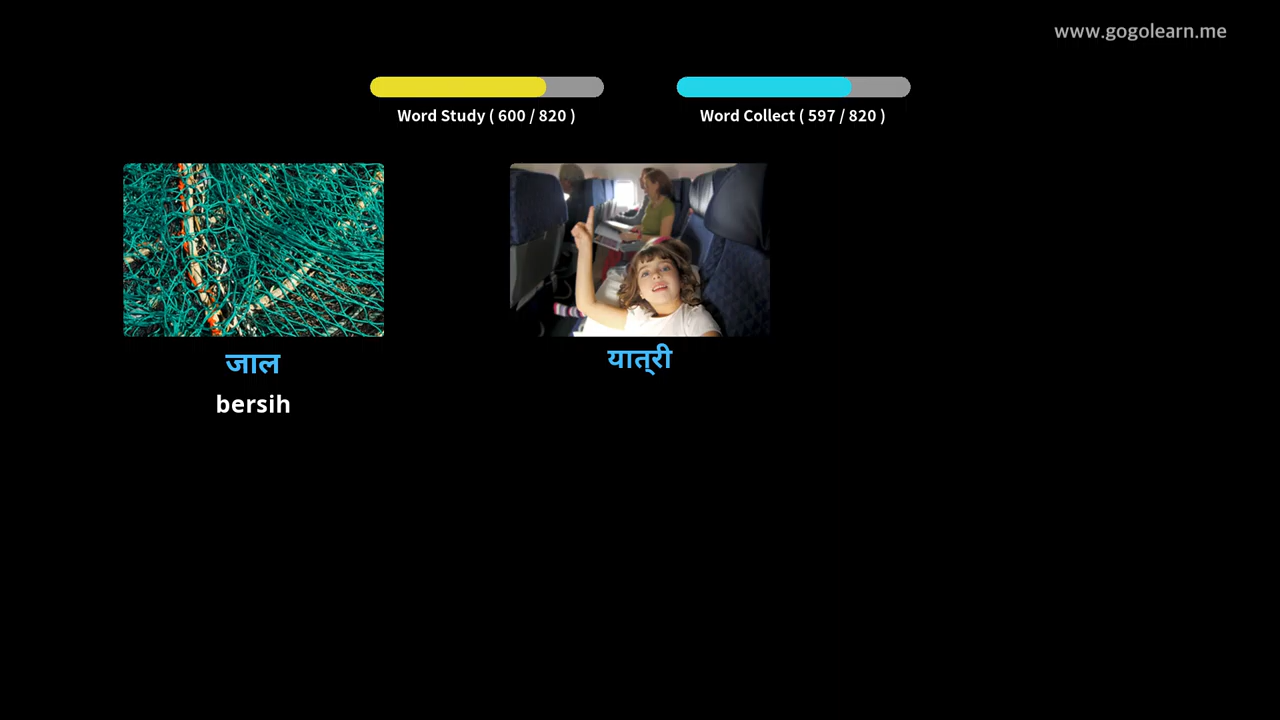 www.gogolearn.me
Word Study ( 600 / 820 )
Word Collect ( 597 / 820 )
जाल
यात्री
bersih